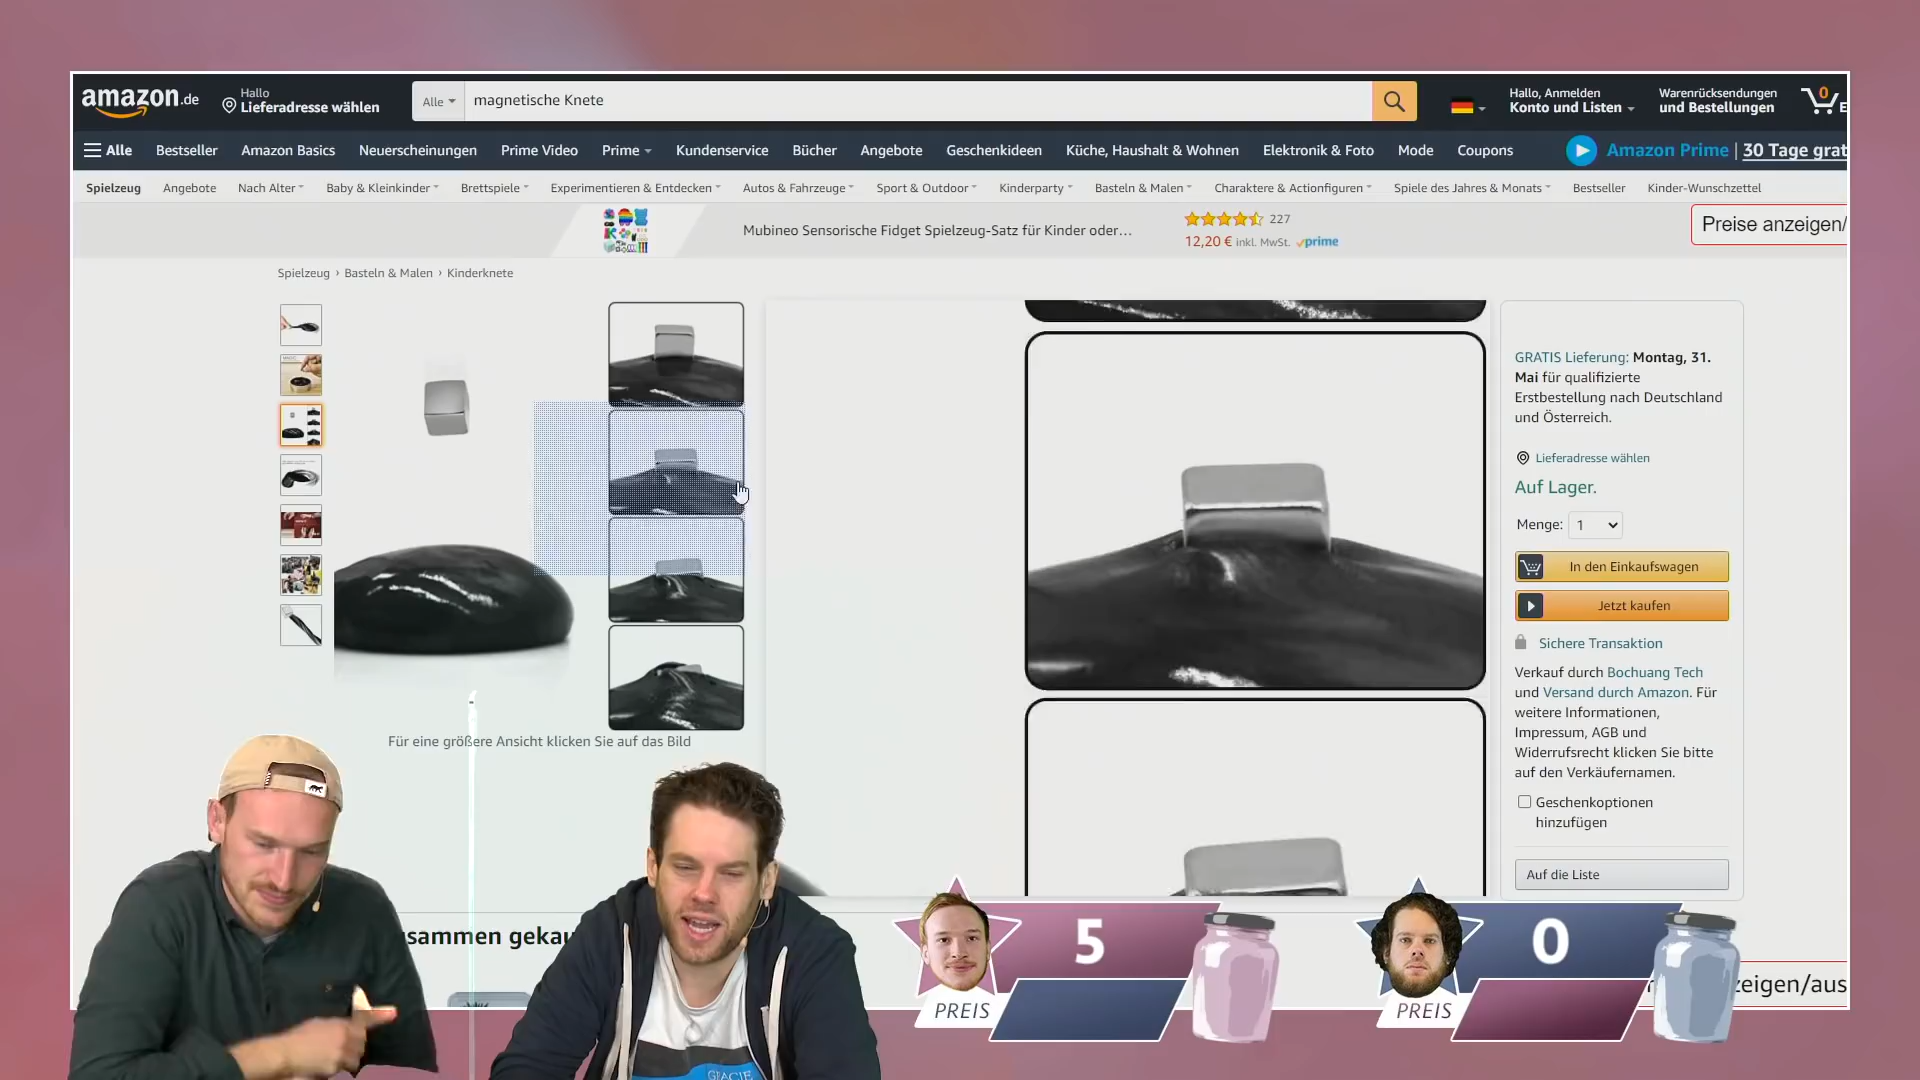 amazon.de
Hallo
Lieferadresse wählen
Alle
magnetische Knete
Hallo, Anmelden
Konto und Listen
Warenrücksendungen
und Bestellungen
0
E
Alle
Bestseller
Amazon Basics
Neuerscheinungen
Prime Video
Prime
Kundenservice
Bücher
Angebote
Geschenkideen
Küche, Haushalt & Wohnen
Elektronik & Foto
Mode
Coupons
Amazon Prime | 30 Tage grat
Spielzeug
Angebote
Nach Alter
Baby & Kleinkinder
Brettspiele
Experimentieren & Entdecken
Autos & Fahrzeuge
Sport & Outdoor
Kinderparty
Basteln & Malen
Charaktere & Actionfiguren
Spiele des Jahres & Monats
Bestseller
Kinder-Wunschzettel
Mubineo Sensorische Fidget Spielzeug-Satz für Kinder oder…
227
12,20 € inkl. MwSt. prime
Preise anzeigen/
Spielzeug › Basteln & Malen › Kinderknete
Für eine größere Ansicht klicken Sie auf das Bild
GRATIS Lieferung: Montag, 31.
Mai für qualifizierte
Erstbestellung nach Deutschland
und Österreich.
Lieferadresse wählen
Auf Lager.
Menge: 1
In den Einkaufswagen
Jetzt kaufen
Sichere Transaktion
Verkauf durch Bochuang Tech
und Versand durch Amazon. Für
weitere Informationen,
Impressum, AGB und
Widerrufsrecht klicken Sie bitte
auf den Verkäufernamen.
Geschenkoptionen
hinzufügen
Auf die Liste
usammen gekau
zeigen/aus
5
PREIS
0
PREIS
GRACIE